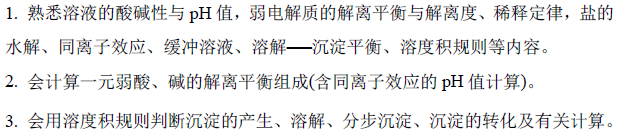 1. 熟悉溶液的酸碱性与 pH 值，弱电解质的解离平衡与解离度、稀释定律，盐的
水解、同离子效应、缓冲溶液、溶解──沉淀平衡、溶度积规则等内容。
2. 会计算一元弱酸、碱的解离平衡组成(含同离子效应的 pH 值计算)。
3. 会用溶度积规则判断沉淀的产生、溶解、分步沉淀、沉淀的转化及有关计算。